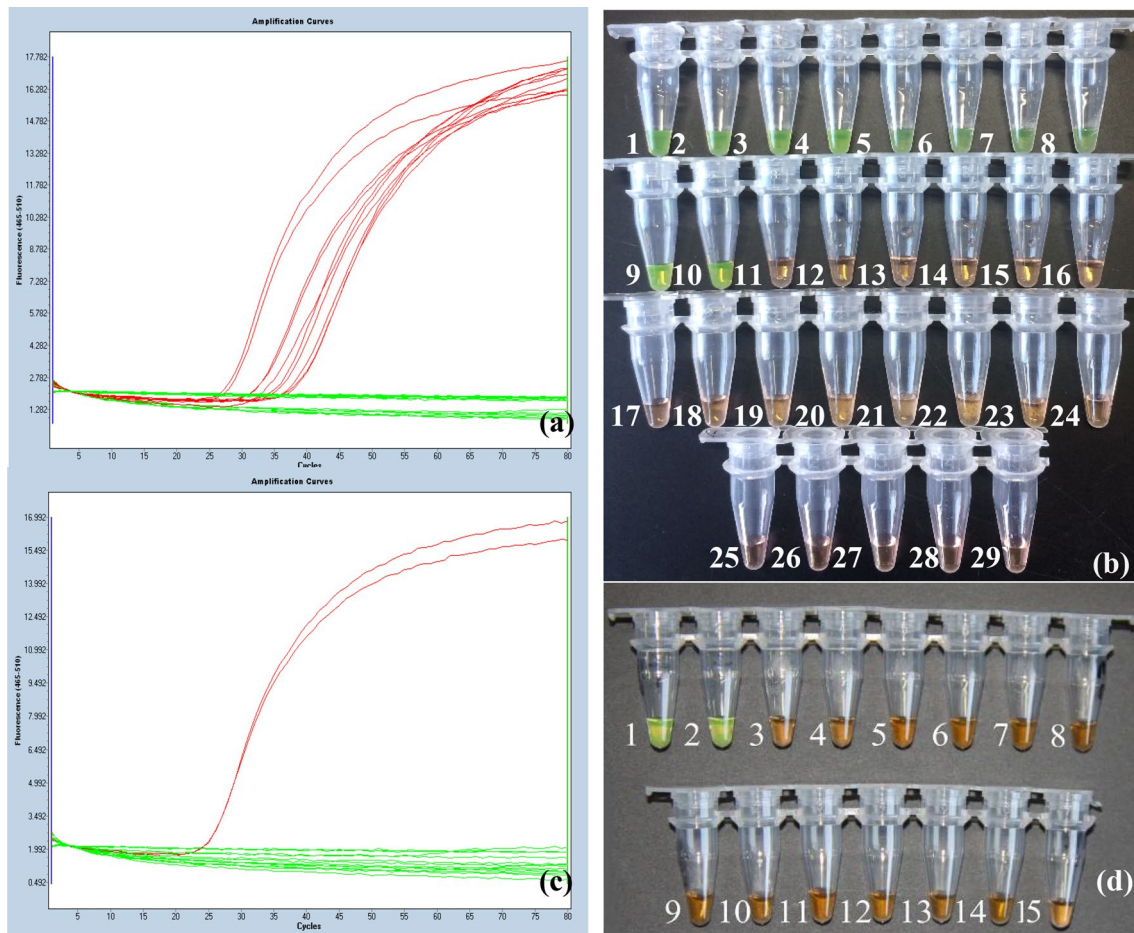 Amplification Curves
Fluorescence (465-510)
17.782
16.282
14.782
13.282
11.782
10.282
8.782
7.282
5.782
4.282
2.782
1.282
5 10 15 20 25 30 35 40 45 50 55 60 65 70 75 80
Cycles
(a)
1 2 3 4 5 6 7 8
9 10 11 12 13 14 15 16
17 18 19 20 21 22 23 24
25 26 27 28 29
(b)
Amplification Curves
Fluorescence (465-510)
16.992
15.492
13.992
12.492
10.992
9.492
7.992
6.492
4.992
3.492
1.992
0.492
5 10 15 20 25 30 35 40 45 50 55 60 65 70 75 80
Cycles
(c)
1 2 3 4 5 6 7 8
9 10 11 12 13 14 15
(d)